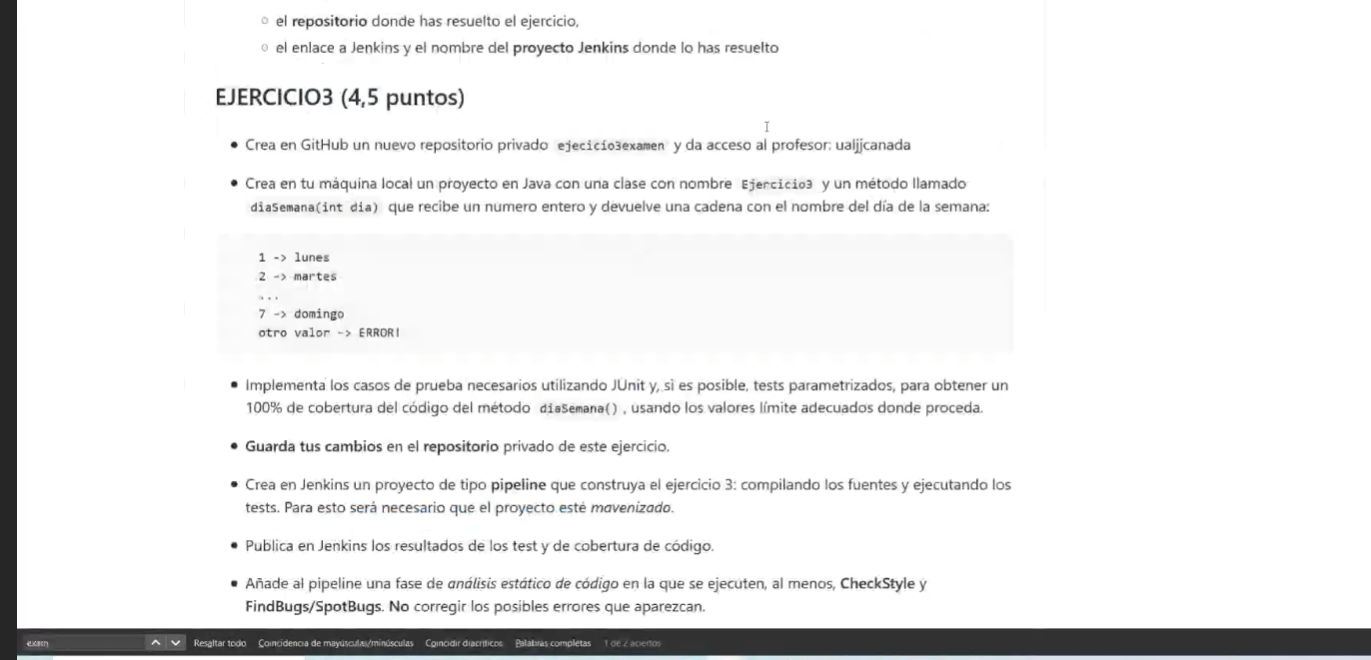 el repositorio donde has resuelto el ejercicio,
el enlace a Jenkins y el nombre del proyecto Jenkins donde lo has resuelto
EJERCICIO3 (4,5 puntos)
Crea en GitHub un nuevo repositorio privado ejecicio3examen y da acceso al profesor: ualjjcanada
Crea en tu máquina local un proyecto en Java con una clase con nombre Ejercicio3 y un método llamado
diaSemana(int dia) que recibe un numero entero y devuelve una cadena con el nombre del día de la semana:
1 -> lunes
2 -> martes
...
7 -> domingo
otro valor -> ERROR!
Implementa los casos de prueba necesarios utilizando JUnit y, si es posible, tests parametrizados, para obtener un
100% de cobertura del código del método diaSemana() , usando los valores límite adecuados donde proceda.
Guarda tus cambios en el repositorio privado de este ejercicio.
Crea en Jenkins un proyecto de tipo pipeline que construya el ejercicio 3: compilando los fuentes y ejecutando los
tests. Para esto será necesario que el proyecto esté mavenizado.
Publica en Jenkins los resultados de los test y de cobertura de código.
Añade al pipeline una fase de análisis estático de código en la que se ejecuten, al menos, CheckStyle y
FindBugs/SpotBugs. No corregir los posibles errores que aparezcan.
exam Resaltar todo Coincidencia de mayúsculas/minúsculas Coincidir diacríticos Palabras completas 1 de 2 aciertos